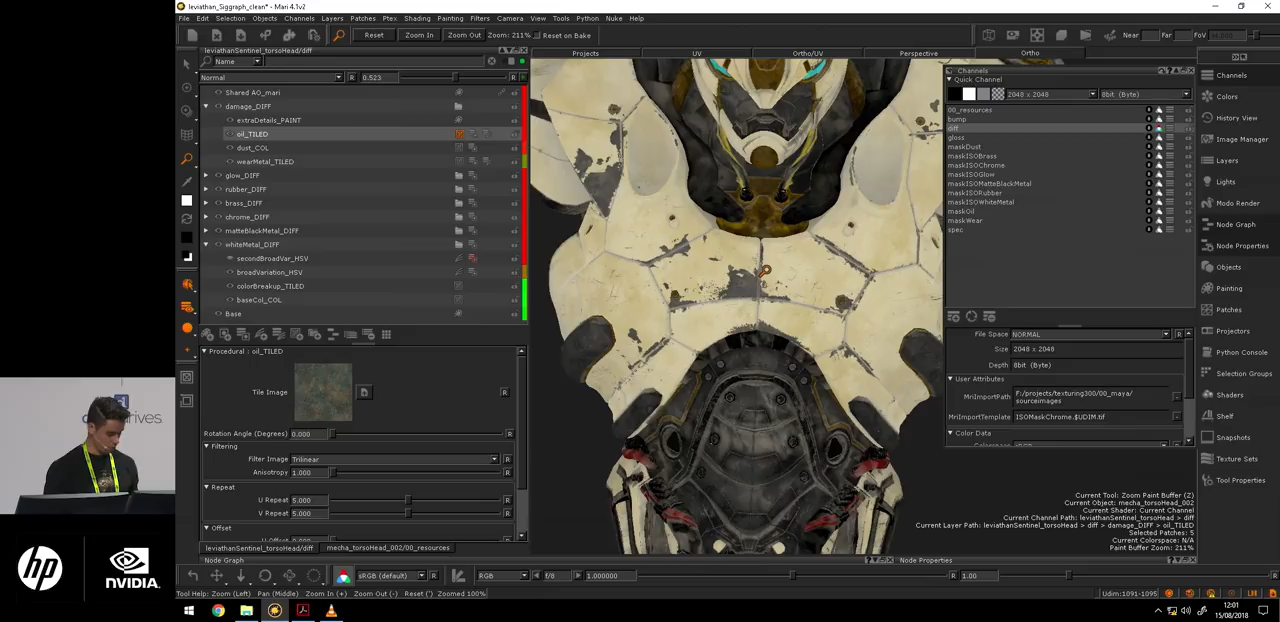 leviathan_Siggraph_clean* - Mari 4.1v2
File Edit Selection Objects Channels Layers Patches Ptex Shading Painting Filters Camera View Tools Python Nuke Help
Reset Zoom In Zoom Out Zoom: 211% Reset on Bake Near Far FoV
leviathanSentinel_torsoHead/diff
Name
Normal R 0.523 R
Shared AO_mari
damage_DIFF
extraDetails_PAINT
oil_TILED
dust_COL
wearMetal_TILED
glow_DIFF
rubber_DIFF
brass_DIFF
chrome_DIFF
matteBlackMetal_DIFF
whiteMetal_DIFF
secondBroadVar_HSV
broadVariation_HSV
colorBreakup_TILED
baseCol_COL
Base
Procedural : oil_TILED
Tile Image R
Rotation Angle (Degrees) 0.000 R
Filtering
Filter Image Trilinear R
Anisotropy 1.000 R
Repeat
U Repeat 5.000 R
V Repeat 5.000 R
Offset
leviathanSentinel_torsoHead/diff mecha_torsoHead_002/00_resources
Node Graph
Projects UV Ortho/UV Perspective Ortho
Channels
Quick Channel
2048 x 2048 8bit (Byte)
00_resources
bump
diff
gloss
maskDust
maskISOBrass
maskISOChrome
maskISOGlow
maskISOMatteBlackMetal
maskISORubber
maskISOWhiteMetal
maskOil
maskWear
spec
File Space NORMAL R
Size 2048 x 2048
Depth 8bit (Byte)
User Attributes
MriImportPath F:/projects/texturing300/00_maya/
sourceimages
MriImportTemplate ISOMaskChrome.$UDIM.tif
Color Data
Channels
Colors
History View
Image Manager
Layers
Lights
Modo Render
Node Graph
Node Properties
Objects
Painting
Patches
Projectors
Python Console
Selection Groups
Shaders
Shelf
Snapshots
Texture Sets
Tool Properties
Current Tool: Zoom Paint Buffer (Z)
Current Object: mecha_torsoHead_002
Current Shader: Current Channel
Current Channel Path: leviathanSentinel_torsoHead > diff
Current Layer Path: leviathanSentinel_torsoHead > diff > damage_DIFF > oil_TILED
Selected Patches: 5
Current Colorspace: N/A
Paint Buffer Zoom: 211%
Node Properties
sRGB (default) R RGB f/8 1.000000 R 1.00 R
Tool Help: Zoom (Left) Pan (Middle) Zoom In (+) Zoom Out (-) Reset (') Zoomed 100%
Udim:1091-1095
12:01
15/08/2018
hp
NVIDIA.